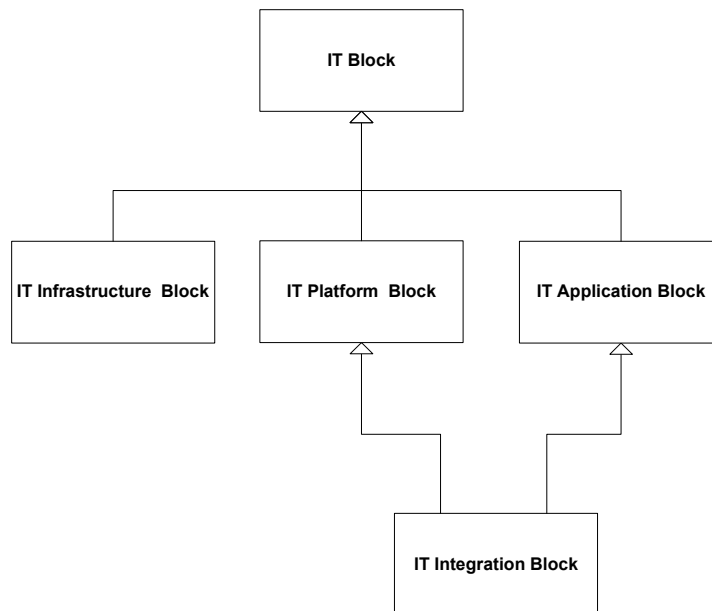 IT Block
IT Infrastructure  Block
IT Platform  Block
IT Application Block
IT Integration Block